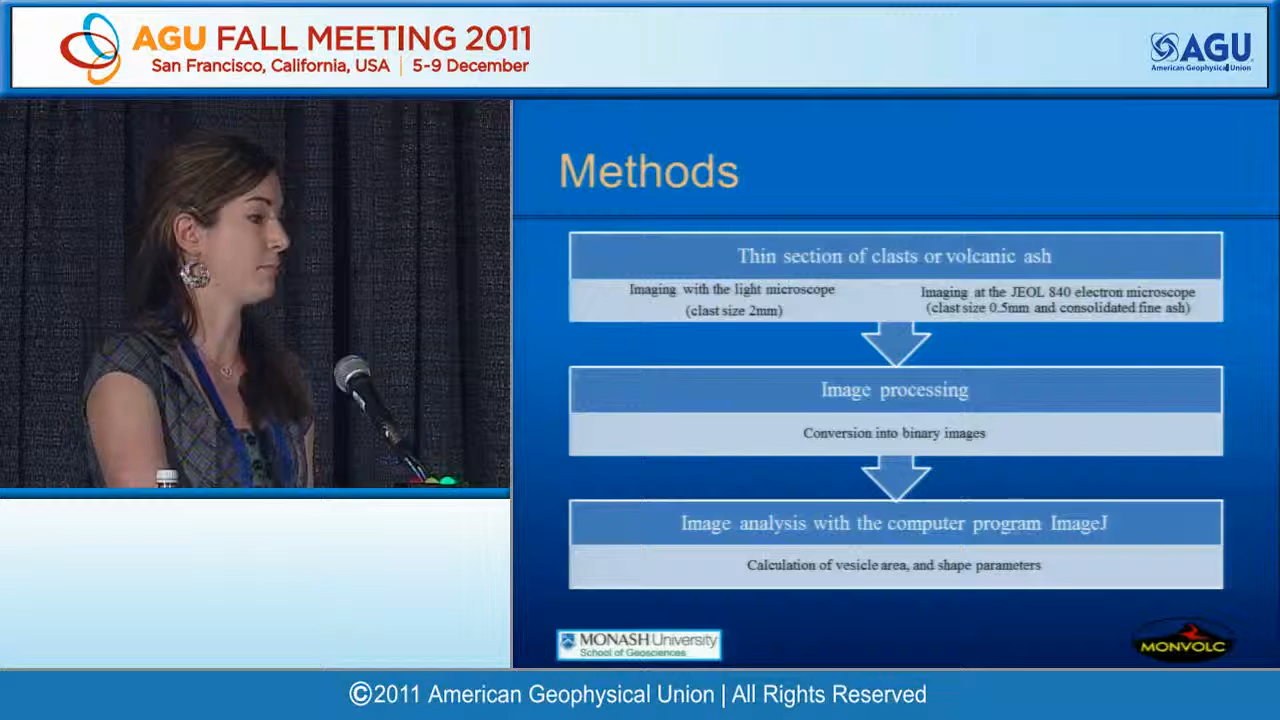 AGU FALL MEETING 2011
San Francisco, California, USA | 5-9 December
AGU
American Geophysical Union
Methods
Thin section of clasts or volcanic ash
Imaging with the light microscope
(clast size 2mm)
Imaging at the JEOL 840 electron microscope
(clast size 0.5mm and consolidated fine ash)
Image processing
Conversion into binary images
Image analysis with the computer program ImageJ
Calculation of vesicle area, and shape parameters
MONASH University
School of Geosciences
MONVOLC
©2011 American Geophysical Union | All Rights Reserved